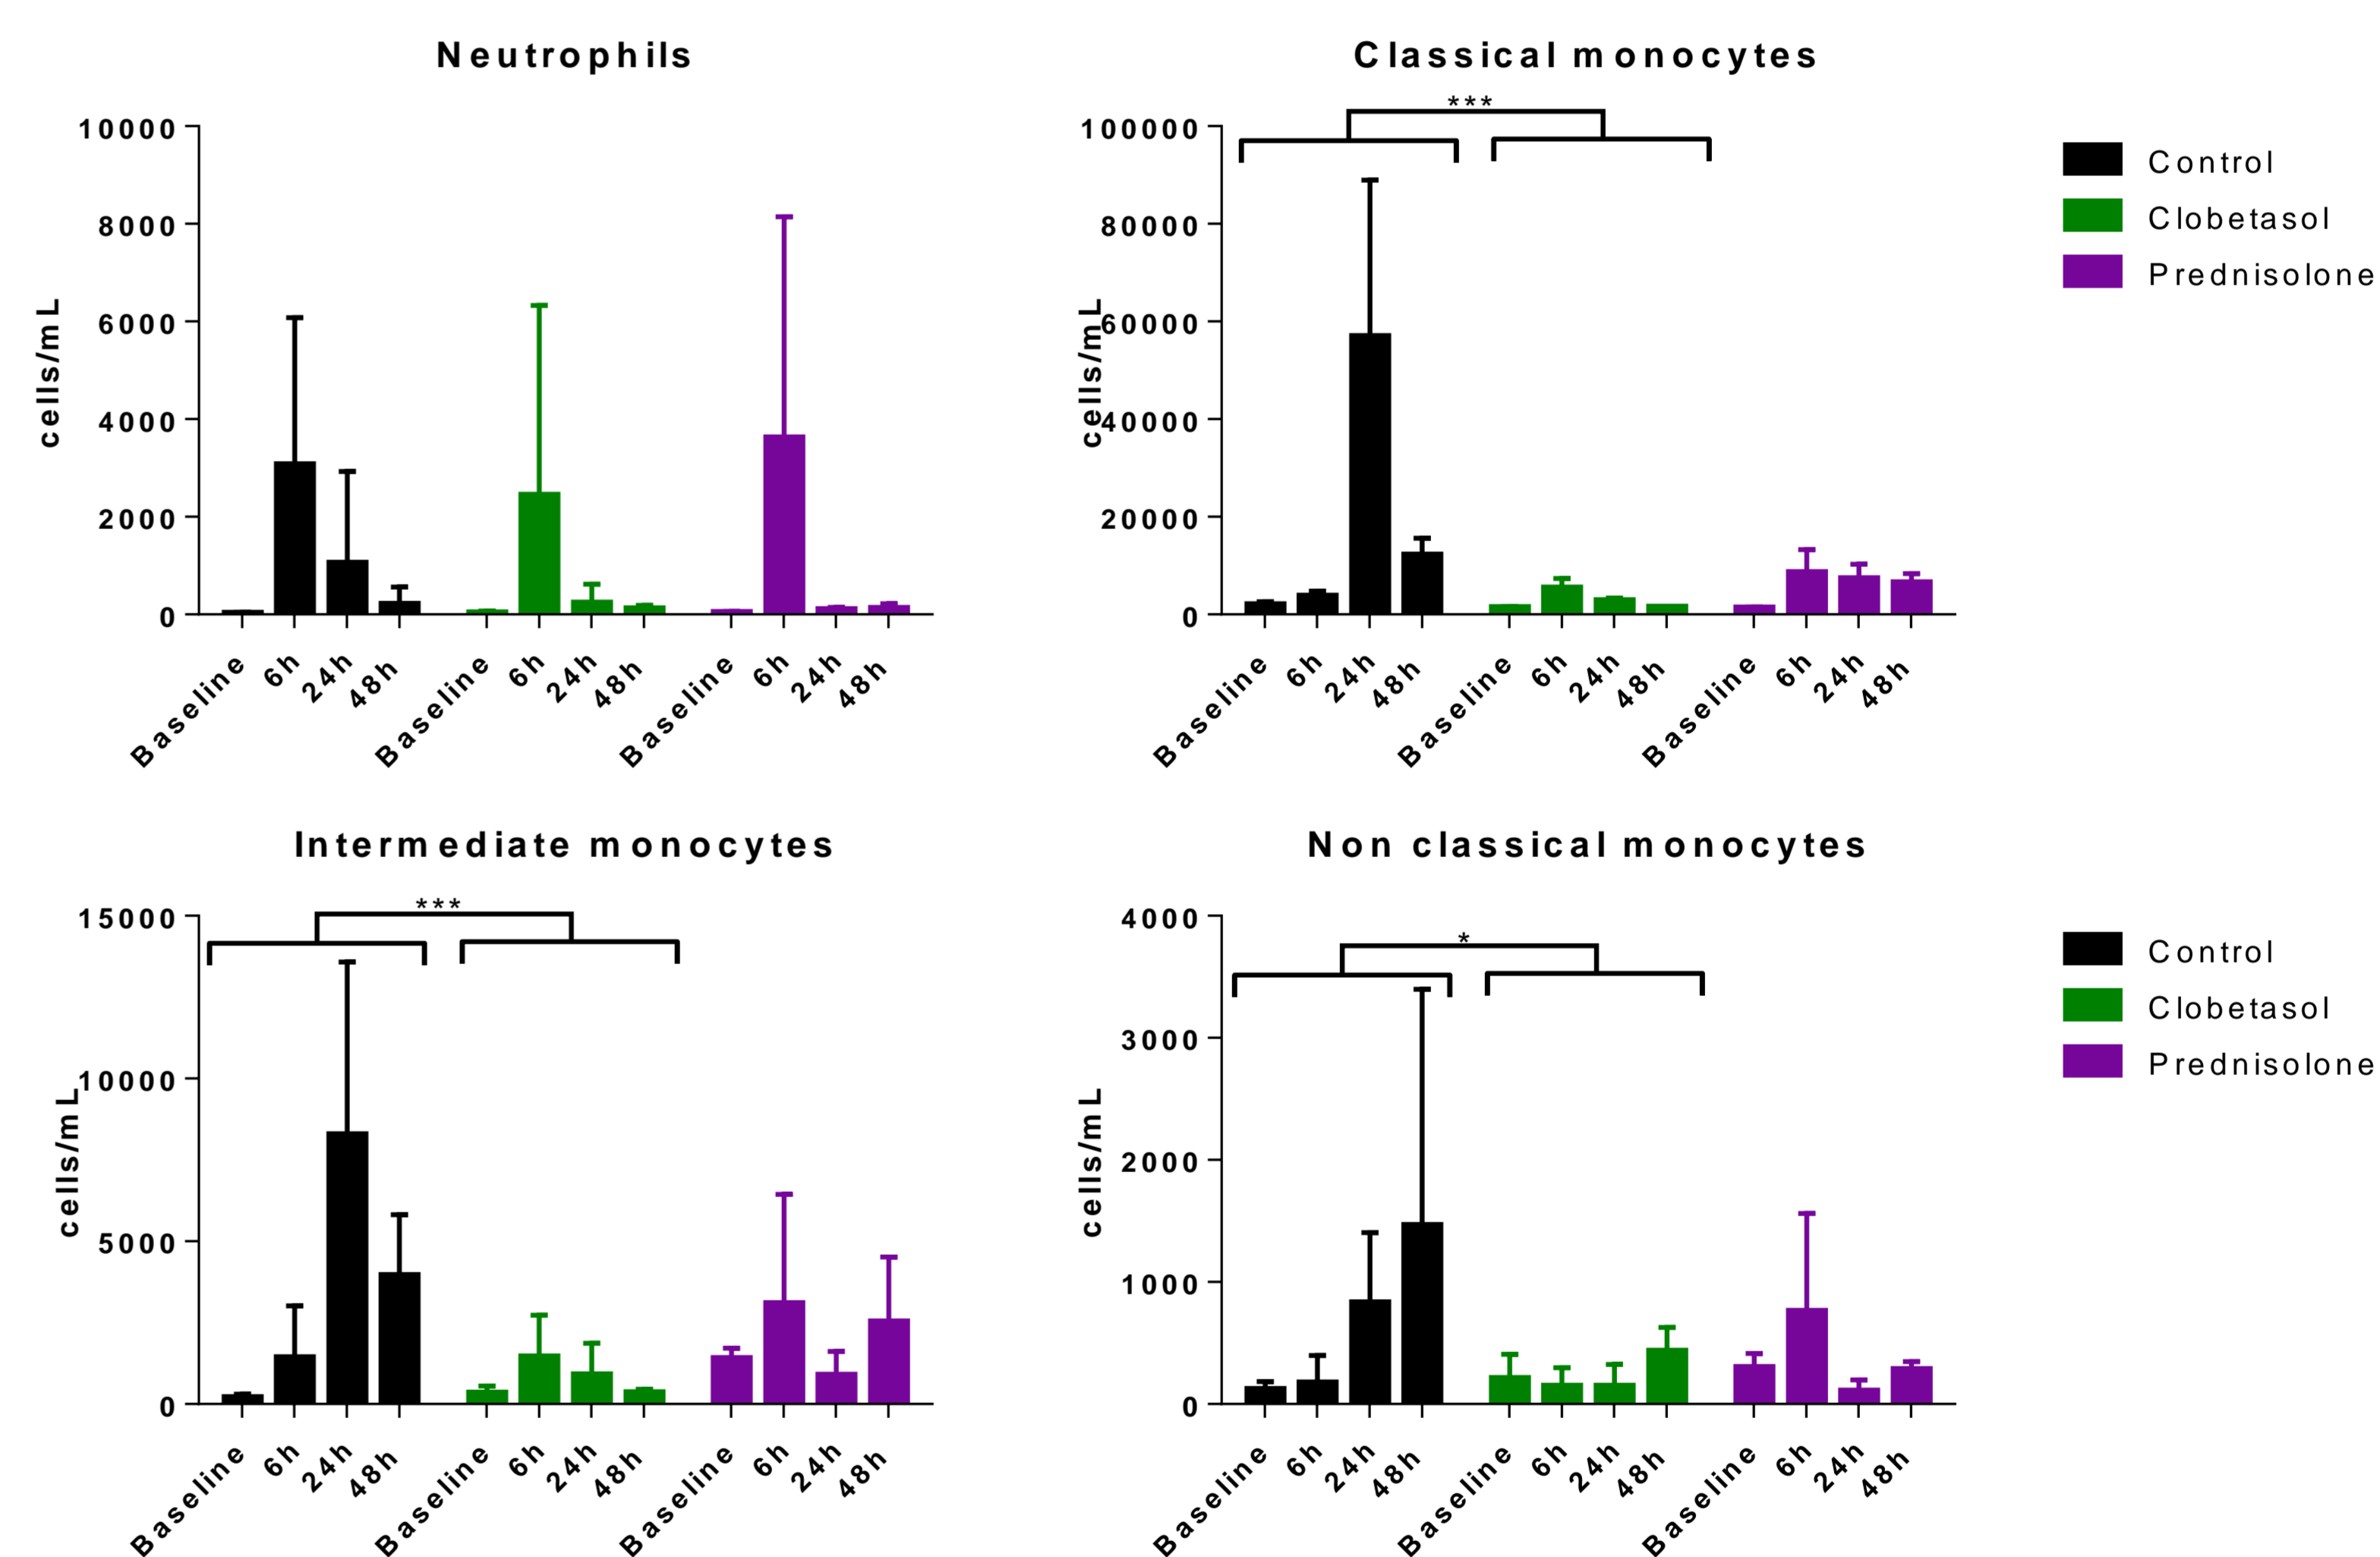 Neutrophils
cells/mL
10000
8000
6000
4000
2000
0
Baseline
6h
24h
48h
Baseline
6h
24h
48h
Baseline
6h
24h
48h
Classical monocytes
***
cells/mL
100000
80000
60000
40000
20000
0
Baseline
6h
24h
48h
Baseline
6h
24h
48h
Baseline
6h
24h
48h
Control
Clobetasol
Prednisolone
Intermediate monocytes
***
cells/mL
15000
10000
5000
0
Baseline
6h
24h
48h
Baseline
6h
24h
48h
Baseline
6h
24h
48h
Non classical monocytes
*
cells/mL
4000
3000
2000
1000
0
Baseline
6h
24h
48h
Baseline
6h
24h
48h
Baseline
6h
24h
48h
Control
Clobetasol
Prednisolone